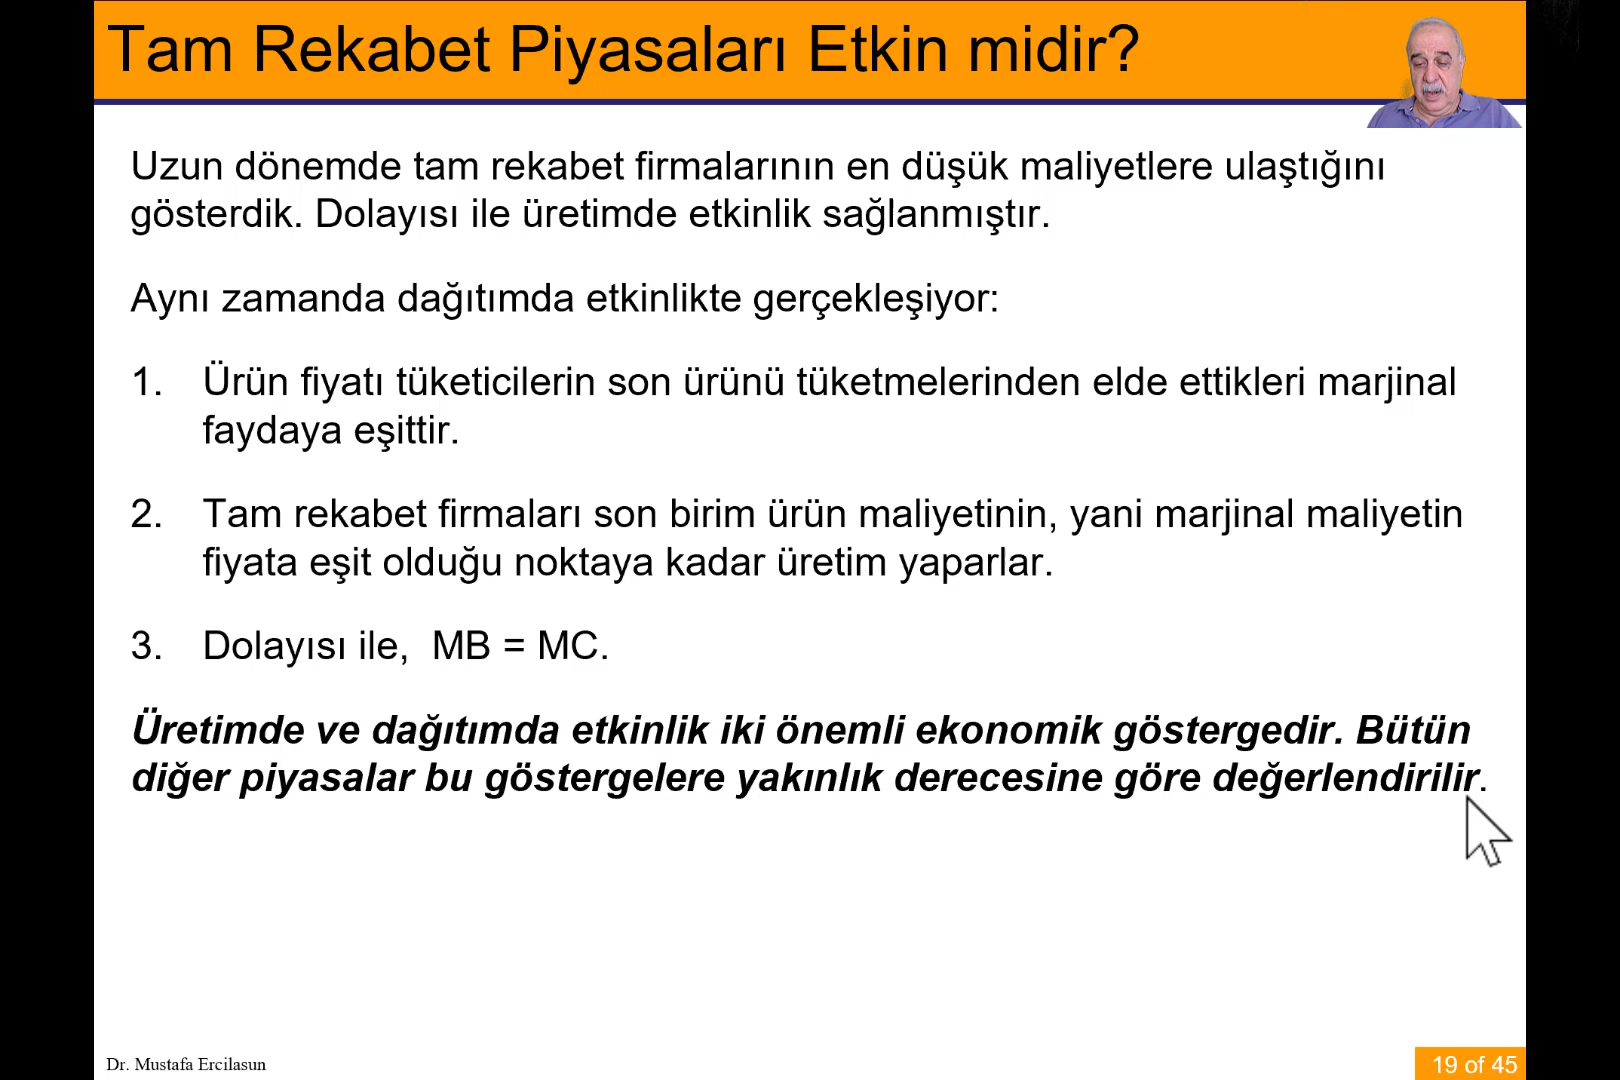 Tam Rekabet Piyasaları Etkin midir?
Uzun dönemde tam rekabet firmalarının en düşük maliyetlere ulaştığını
gösterdik. Dolayısı ile üretimde etkinlik sağlanmıştır.
Aynı zamanda dağıtımda etkinlikte gerçekleşiyor:
1. Ürün fiyatı tüketicilerin son ürünü tüketmelerinden elde ettikleri marjinal
faydaya eşittir.
2. Tam rekabet firmaları son birim ürün maliyetinin, yani marjinal maliyetin
fiyata eşit olduğu noktaya kadar üretim yaparlar.
3. Dolayısı ile, MB = MC.
Üretimde ve dağıtımda etkinlik iki önemli ekonomik göstergedir. Bütün
diğer piyasalar bu göstergelere yakınlık derecesine göre değerlendirilir.
Dr. Mustafa Ercilasun
19 of 45